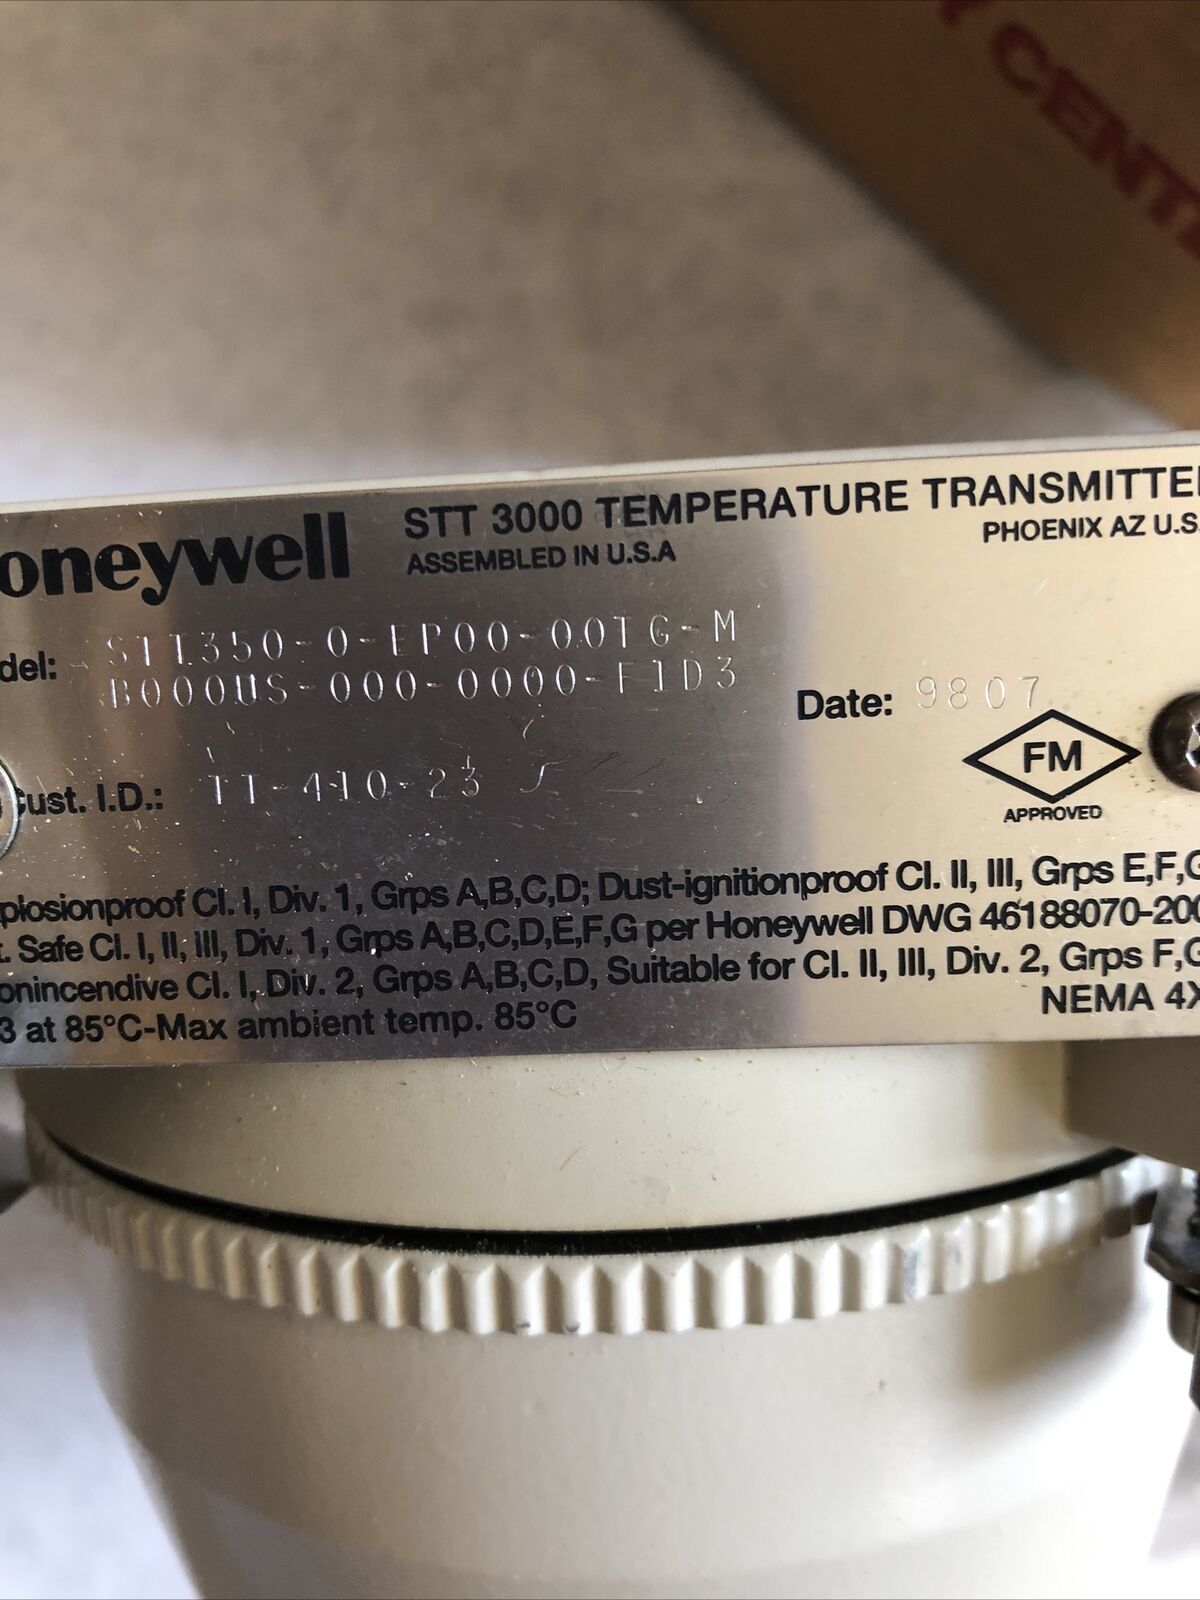 CENT
oneywell
STT 3000 TEMPERATURE TRANSMITTE
ASSEMBLED IN U.S.A
PHOENIX AZ U.S.
del: STT350-0-EP00-00TG-M
B000US-000-0000-F1D3
Date: 9807
FM
APPROVED
Cust. I.D.: TT-410-23
plosionproof Cl. I, Div. 1, Grps A,B,C,D; Dust-ignitionproof Cl. II, III, Grps E,F,G
t. Safe Cl. I, II, III, Div. 1, Grps A,B,C,D,E,F,G per Honeywell DWG 46188070-200
onincendive Cl. I, Div. 2, Grps A,B,C,D, Suitable for Cl. II, III, Div. 2, Grps F,G
3 at 85°C-Max ambient temp. 85°C
NEMA 4X